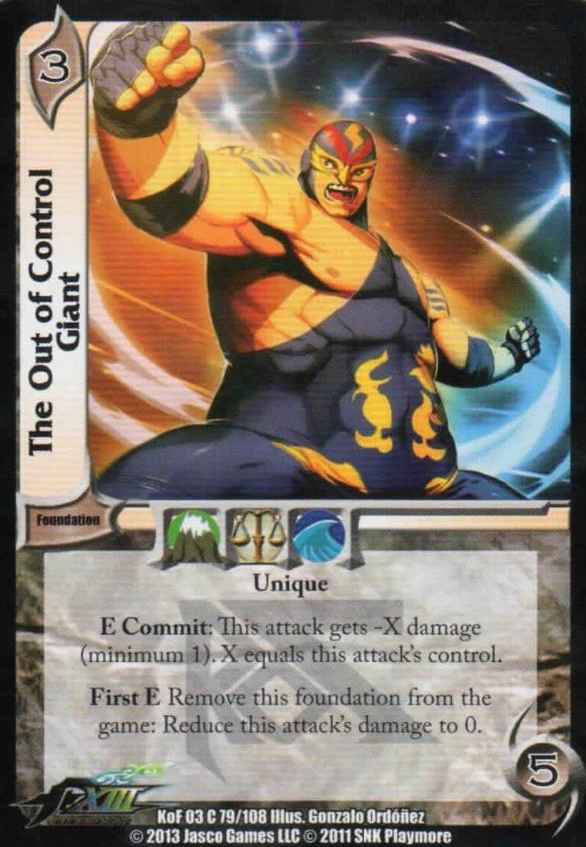 3
The Out of Control
Giant
Foundation
Unique
E Commit: This attack gets -X damage
(minimum 1). X equals this attack's control.
First E Remove this foundation from the
game: Reduce this attack's damage to 0.
5
XIII
KoF 03 C 79/108 Illus. Gonzalo Ordóñez
© 2013 Jasco Games LLC © 2011 SNK Playmore